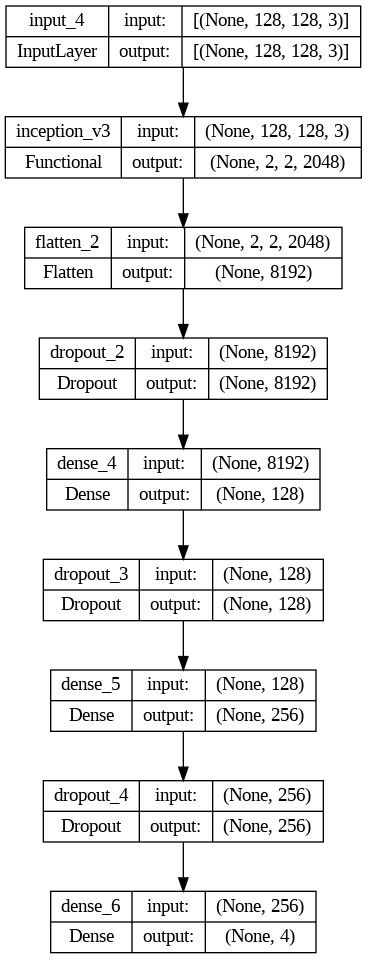 input_4 input: [(None, 128, 128, 3)]
InputLayer output: [(None, 128, 128, 3)]
inception_v3 input: (None, 128, 128, 3)
Functional output: (None, 2, 2, 2048)
flatten_2 input: (None, 2, 2, 2048)
Flatten output: (None, 8192)
dropout_2 input: (None, 8192)
Dropout output: (None, 8192)
dense_4 input: (None, 8192)
Dense output: (None, 128)
dropout_3 input: (None, 128)
Dropout output: (None, 128)
dense_5 input: (None, 128)
Dense output: (None, 256)
dropout_4 input: (None, 256)
Dropout output: (None, 256)
dense_6 input: (None, 256)
Dense output: (None, 4)